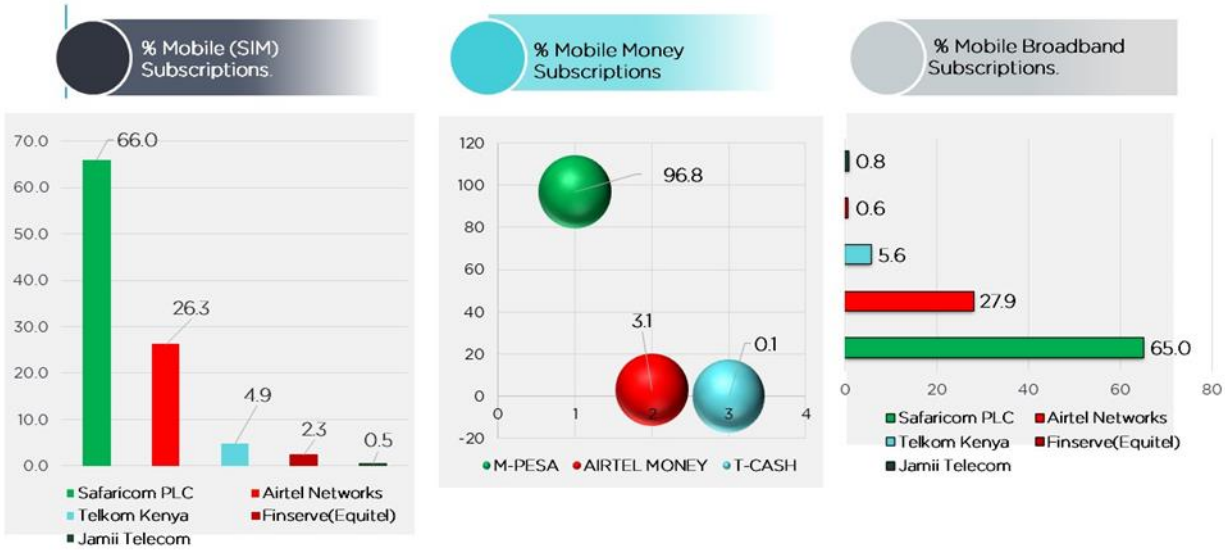 % Mobile (SIM)
Subscriptions.
% Mobile Money
Subscriptions
% Mobile Broadband
Subscriptions.
70.0
60.0
50.0
40.0
30.0
20.0
10.0
0.0
66.0
26.3
4.9
2.3
0.5
Safaricom PLC
Airtel Networks
Telkom Kenya
Finserve(Equitel)
Jamii Telecom
120
100
80
60
40
20
0
-20
0
1
2
3
4
96.8
3.1
0.1
M-PESA
AIRTEL MONEY
T-CASH
0.8
0.6
5.6
27.9
65.0
0
20
40
60
80
Safaricom PLC
Airtel Networks
Telkom Kenya
Finserve(Equitel)
Jamii Telecom